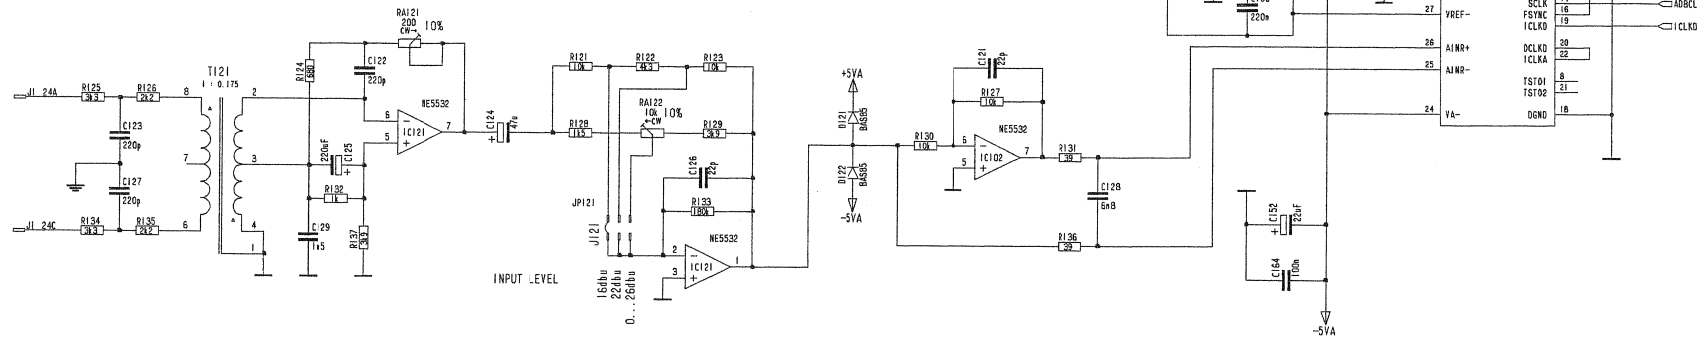 J1 24A
R125
3k3
R126
2k2
C123
220p
C127
220p
J1 24C
R134
3k3
R135
2k2
T121
1 : 0.175
8
7
6
2
3
4
1
R124
680
C122
220p
RA121
200
CW→
10%
220uF
C125
+
R132
1k
C129
1n5
R137
3k9
NE5532
6
5
7
IC121
C124
47u
+
R121
10k
R122
4k3
R123
10k
RA122
10k
←CW
10%
R128
1k5
R129
3k9
C126
22p
R133
180k
JP121
J121
NE5532
2
3
1
IC121
INPUT LEVEL
16dbu
22dbu
0...26dbu
+5VA
D121
BAS85
D122
BAS85
-5VA
C121
22p
R127
10k
R130
10k
NE5532
6
5
7
IC102
R131
39
C128
6n8
R136
39
220n
27
VREF-
26
AINR+
25
AINR-
24
VA-
SCLK
FSYNC
16
ICLKD
19
DCLKD
20
ICLKA
22
TSTO1
8
TSTO2
21
DGND
18
ADBCL
ICLKD
C152
22uF
+
C164
100n
-5VA